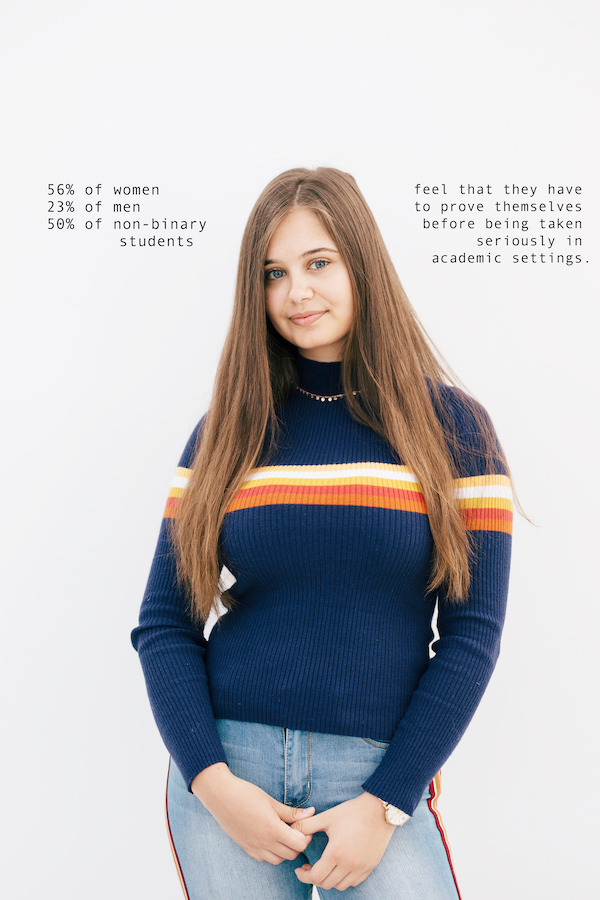 56% of women
23% of men
50% of non-binary
students
feel that they have
to prove themselves
before being taken
seriously in
academic settings.